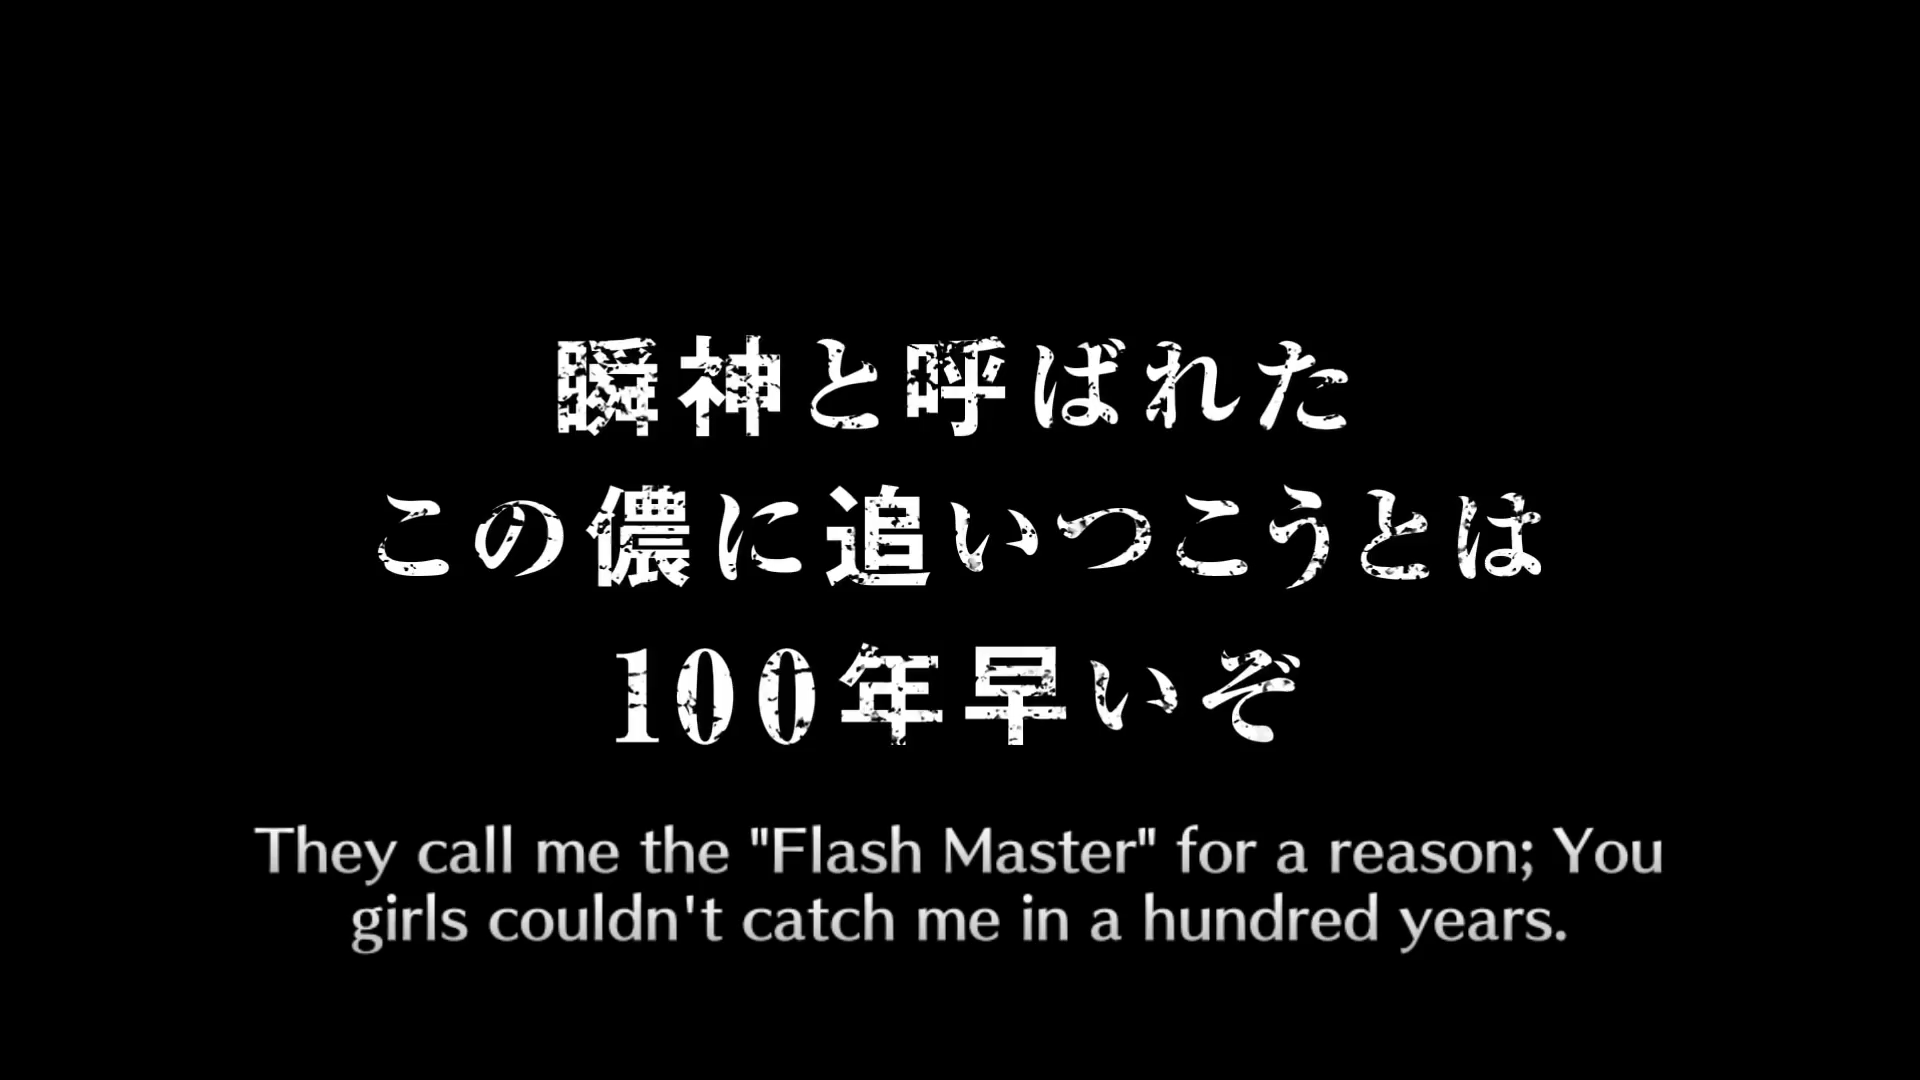 瞬神と呼ばれた
この儂に追いつこうとは
100年早いぞ
They call me the "Flash Master" for a reason; You
girls couldn't catch me in a hundred years.